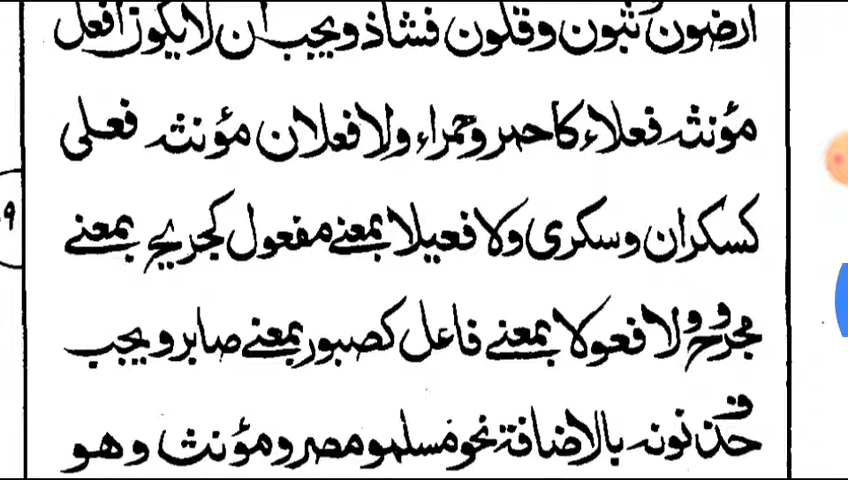 ارضون وثبون وقلون فشاذ ويجب ان لا يكون افعل
مؤنثه فعلاء كاحمر وحمراء ولا فعلان مؤنثه فعلى
كسكران وسكرى ولا فعيلا بمعنى مفعول كجريح بمعنى
مجروح ولا فعولا بمعنى فاعل كصبور بمعنى صابر ويجب
حذف نونه بالاضافة نحو مسلمو مصر ومؤنث وهو